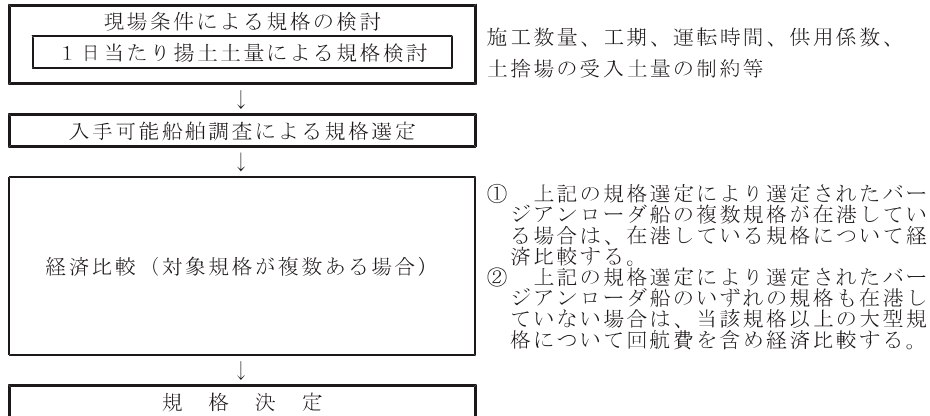 現場条件による規格の検討
１日当たり揚土土量による規格検討
施工数量、工期、運転時間、供用係数、
土捨場の受入土量の制約等
↓
入手可能船舶調査による規格選定
↓
経済比較（対象規格が複数ある場合）
①　上記の規格選定により選定されたバー
ジアンローダ船の複数規格が在港してい
る場合は、在港している規格について経
済比較する。
②　上記の規格選定により選定されたバー
ジアンローダ船のいずれの規格も在港し
ていない場合は、当該規格以上の大型規
格について回航費を含め経済比較する。
↓
規　格　決　定